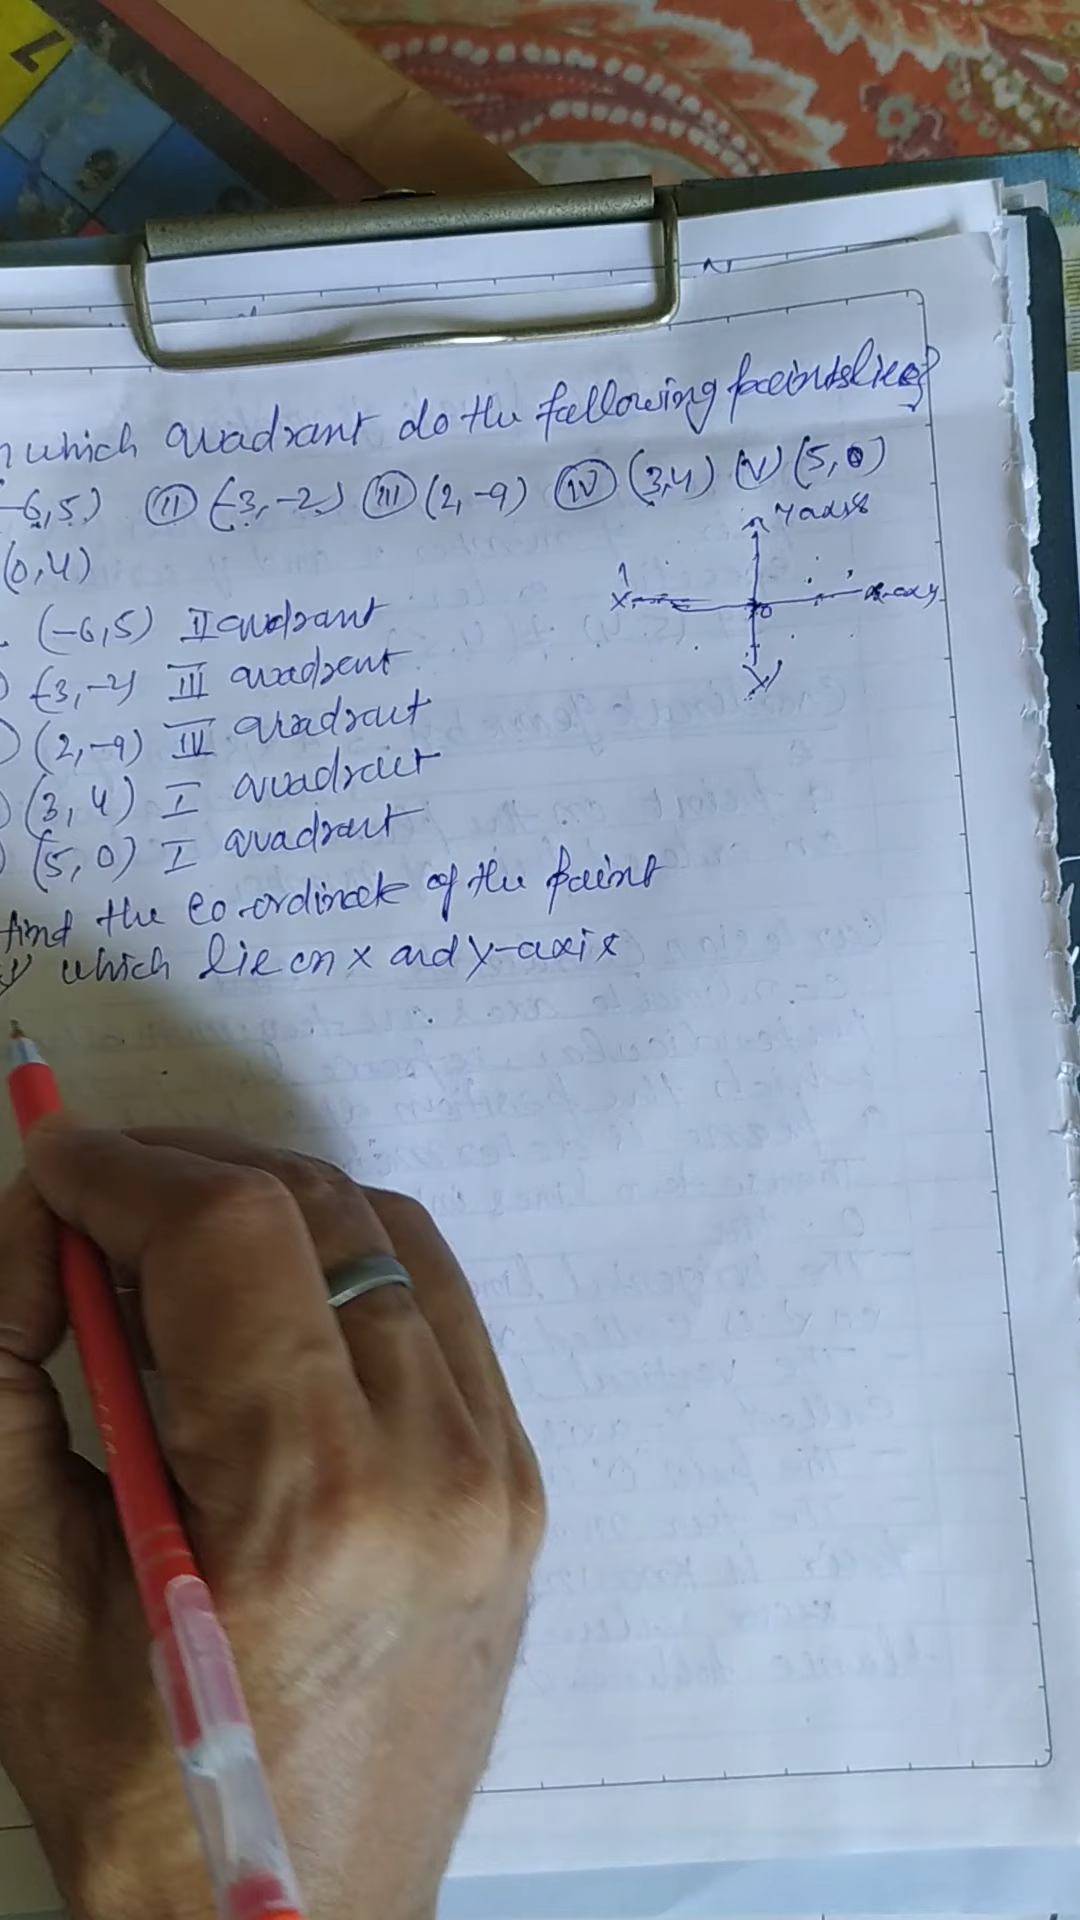 which quadrant do the following points lies?
-6,5) (II) (-3,-2) (III) (2,-9) (IV) (3,4) (V) (5,0)
(0,4)
Y axis
X
0
(-6,5) II quadrant
(-3,-2) III quadrant
(2,-9) IV quadrant
(3,4) I quadrant
(5,0) I quadrant
find the co-ordinate of the point
which lie on x and y-axis